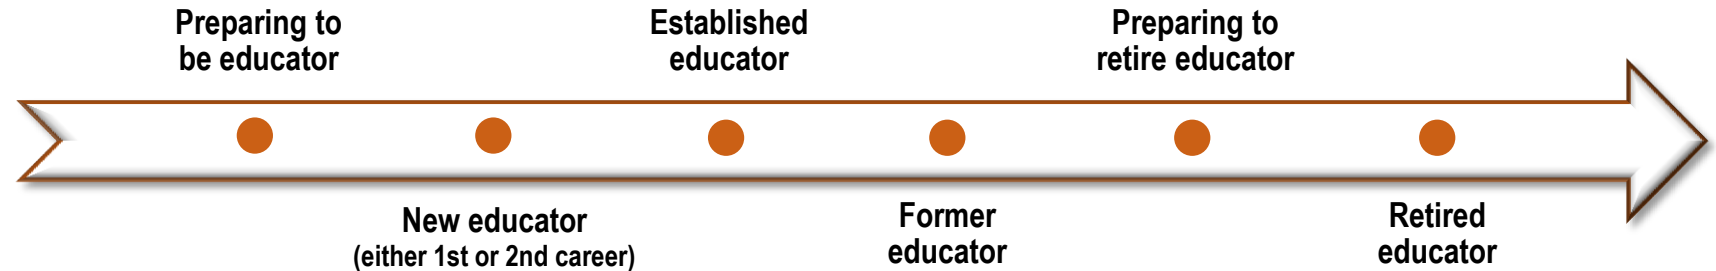 Preparing to
be educator
New educator
(either 1st or 2nd career)
Established
educator
Former
educator
Preparing to
retire educator
Retired
educator